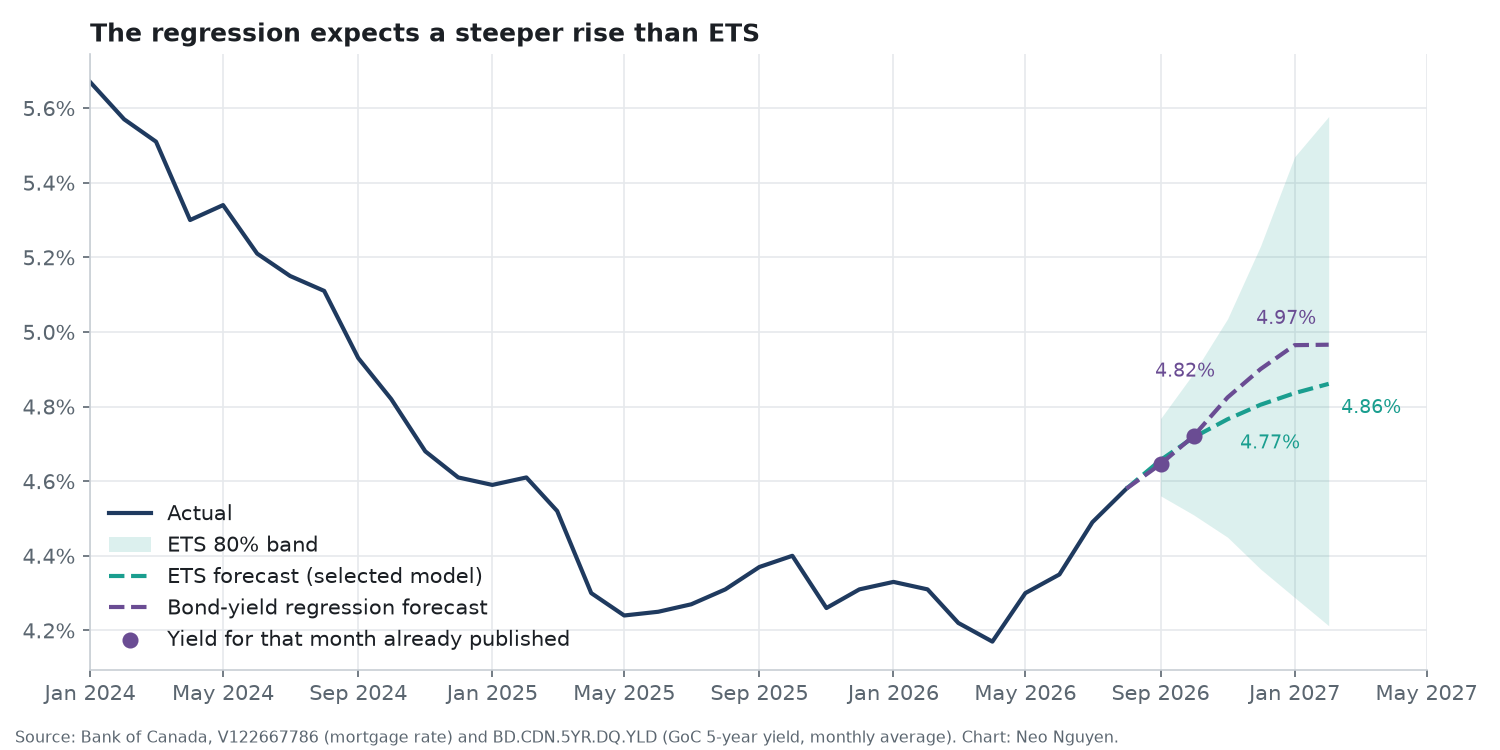 The regression expects a steeper rise than ETS
5.6%
5.4%
5.2%
5.0%
4.8%
4.6%
4.4%
4.2%
4.97%
4.82%
4.86%
4.77%
Actual
ETS 80% band
ETS forecast (selected model)
Bond-yield regression forecast
Yield for that month already published
Jan 2024 May 2024 Sep 2024 Jan 2025 May 2025 Sep 2025 Jan 2026 May 2026 Sep 2026 Jan 2027 May 2027
Source: Bank of Canada, V122667786 (mortgage rate) and BD.CDN.5YR.DQ.YLD (GoC 5-year yield, monthly average). Chart: Neo Nguyen.